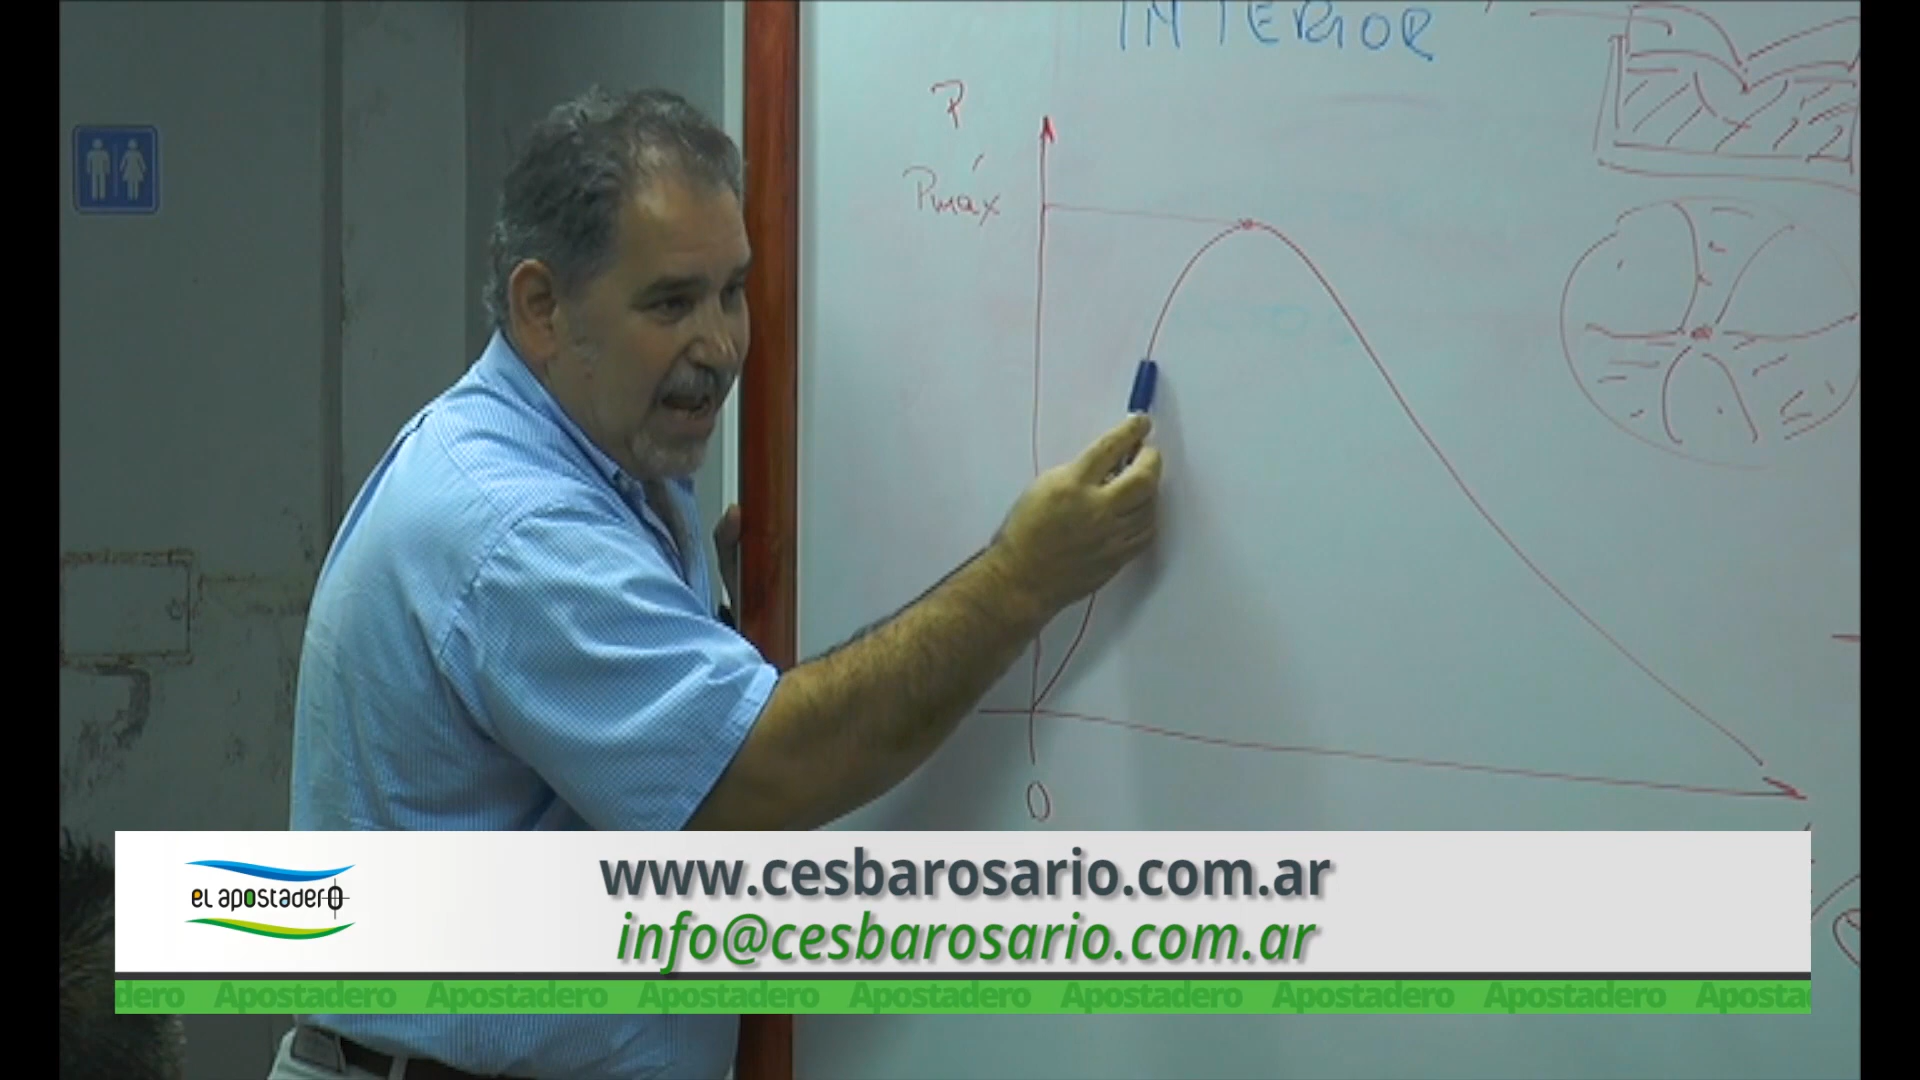 INTERIOR
P
Pmáx
0
www.cesbarosario.com.ar
EL apostaderO
info@cesbarosario.com.ar
dero Apostadero Apostadero Apostadero Apostadero Apostadero Apostadero Apostadero Aposta